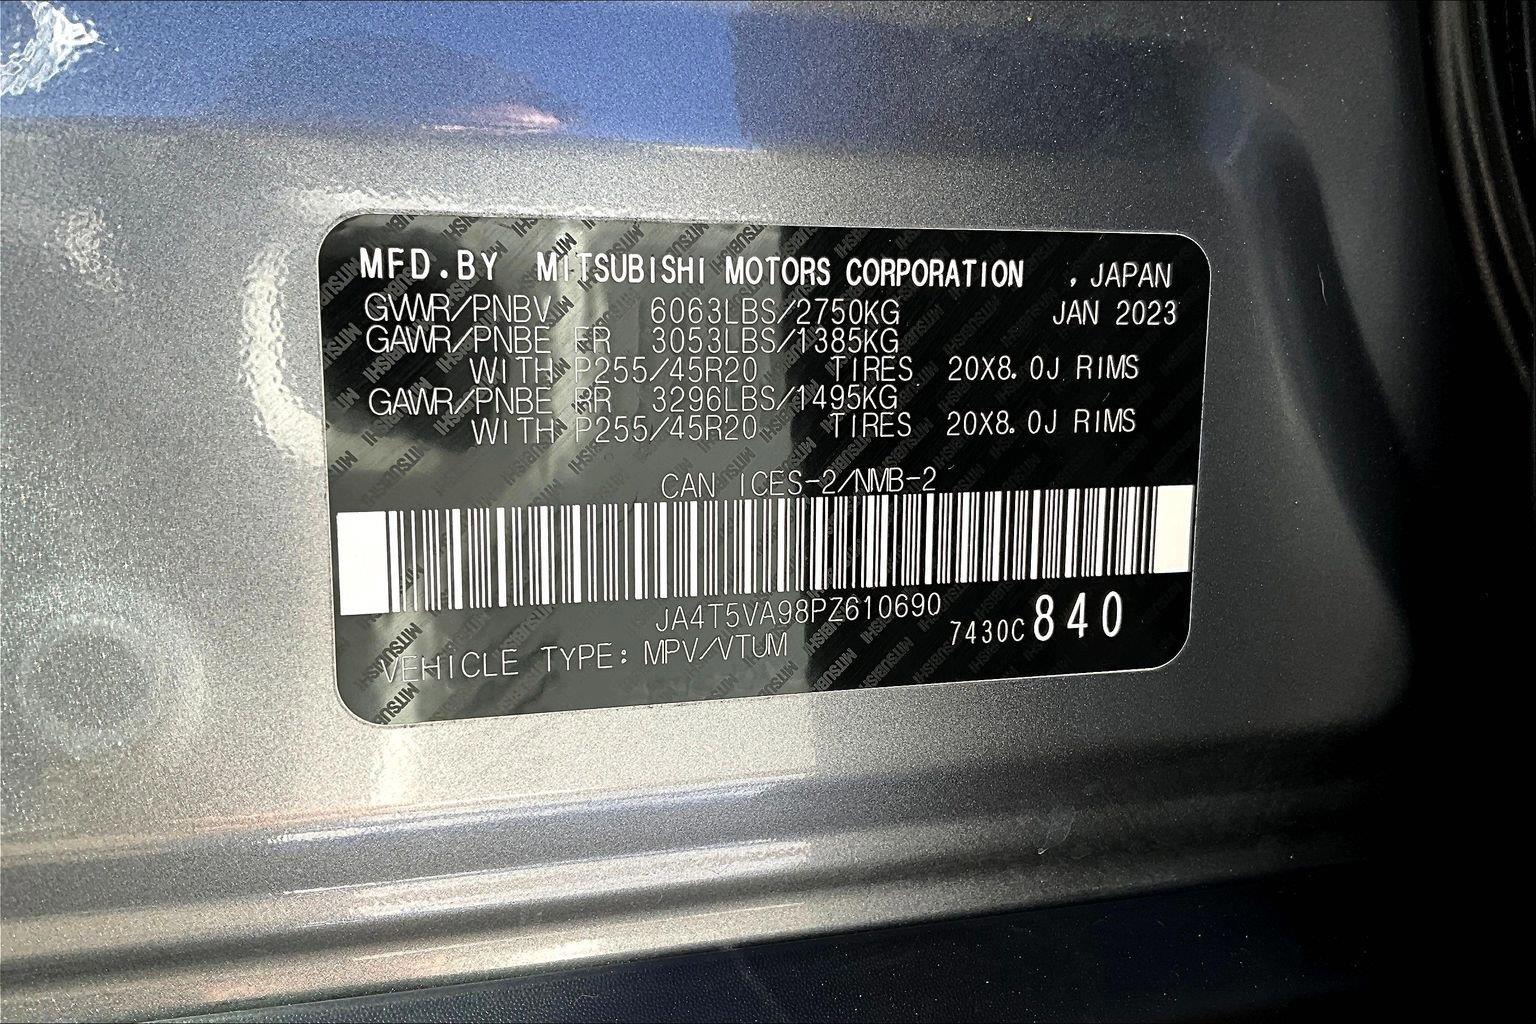 MFD.BY MITSUBISHI MOTORS CORPORATION , JAPAN
GVWR/PNBV 6063LBS/2750KG JAN 2023
GAWR/PNBE FR 3053LBS/1385KG
WITH P255/45R20 TIRES 20X8.0J RIMS
GAWR/PNBE RR 3296LBS/1495KG
WITH P255/45R20 TIRES 20X8.0J RIMS
CAN ICES-2/NMB-2
JA4T5VA98PZ610690
7430C 840
VEHICLE TYPE: MPV/VTUM